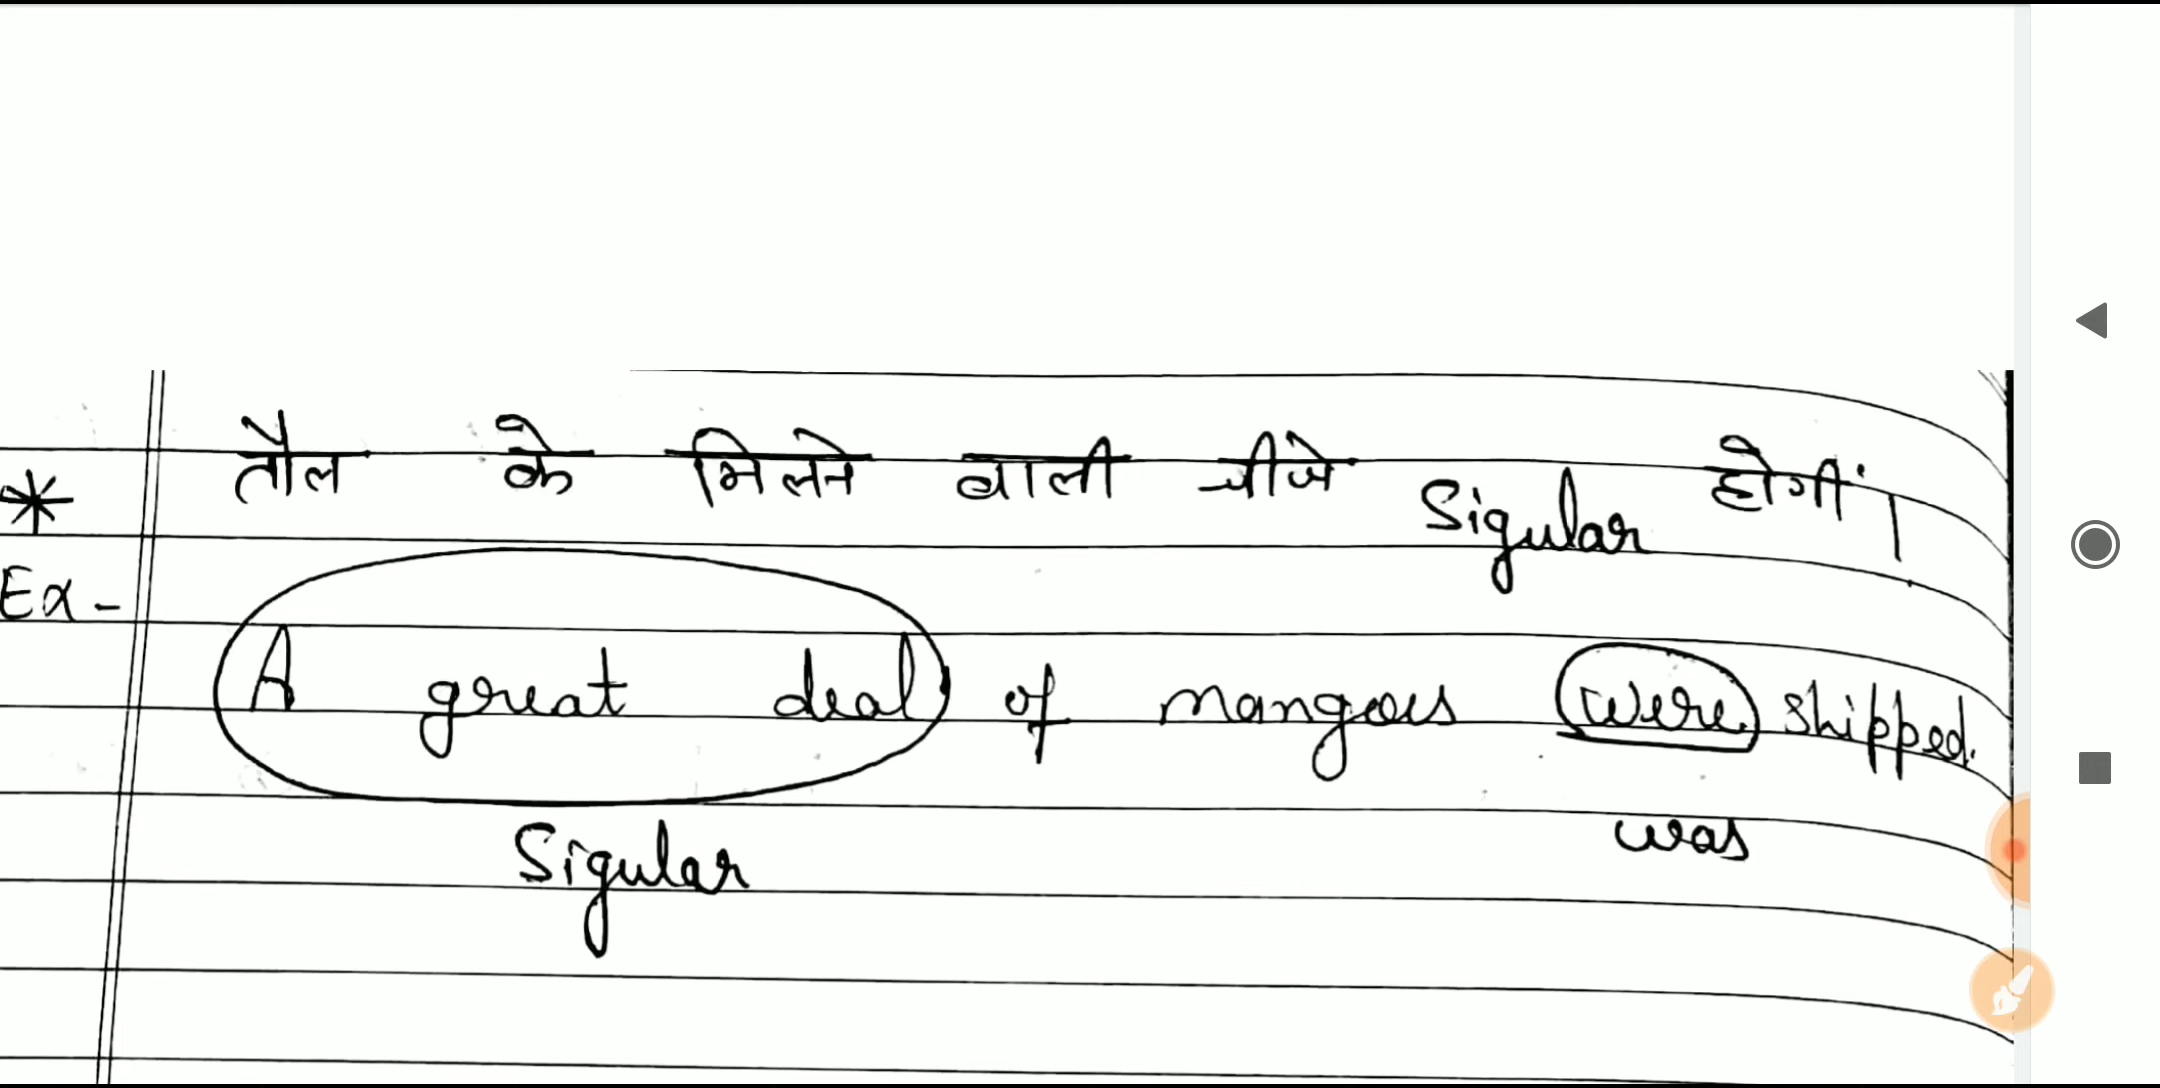 * तौल के मिलने वाली चीजे Sigular होगीं।
Ex - A great deal of mangoes were shipped.
Sigular was